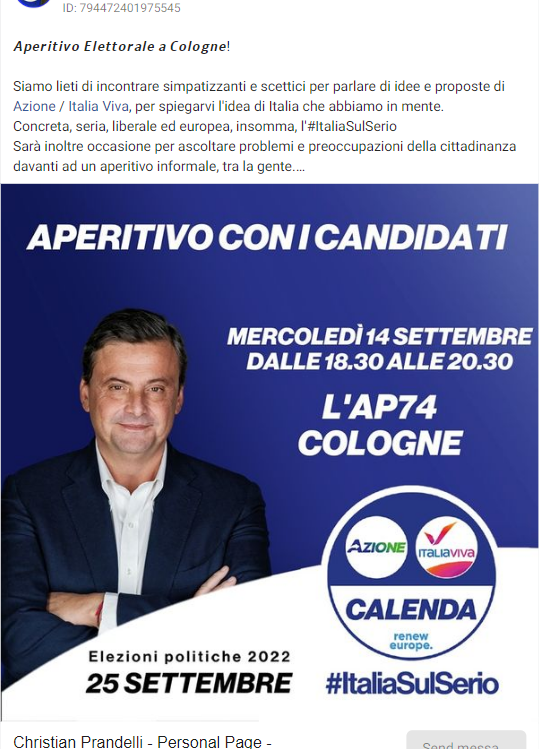 ID: 794472401975545
Aperitivo Elettorale a Cologne!
Siamo lieti di incontrare simpatizzanti e scettici per parlare di idee e proposte di
Azione / Italia Viva, per spiegarvi l'idea di Italia che abbiamo in mente.
Concreta, seria, liberale ed europea, insomma, l'#ItaliaSulSerio
Sarà inoltre occasione per ascoltare problemi e preoccupazioni della cittadinanza
davanti ad un aperitivo informale, tra la gente....
APERITIVO CON I CANDIDATI
MERCOLEDÌ 14 SETTEMBRE
DALLE 18.30 ALLE 20.30
L'AP74
COLOGNE
AZIONE
ITALIAVIVA
CALENDA
renew
europe.
Elezioni politiche 2022
25 SETTEMBRE
#ItaliaSulSerio
Christian Prandelli - Personal Page -
Send messa